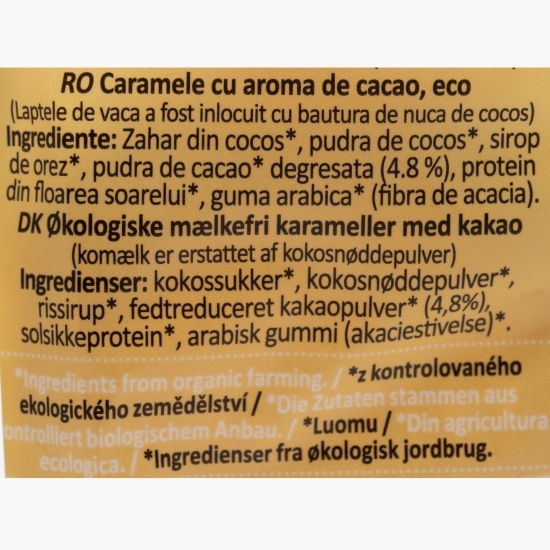 RO Caramele cu aroma de cacao, eco
(Laptele de vaca a fost inlocuit cu bautura de nuca de cocos)
Ingrediente: Zahar din cocos*, pudra de cocos*, sirop
de orez*, pudra de cacao* degresata (4.8 %), protein
din floarea soarelui*, guma arabica* (fibra de acacia).
DK Økologiske mælkefri karameller med kakao
(komælk er erstattet af kokosnøddepulver)
Ingredienser: kokossukker*, kokosnøddepulver*,
rissirup*, fedtreduceret kakaopulver* (4,8%),
solsikkeprotein*, arabisk gummi (akaciestivelse)*.
*Ingredients from organic farming. / *z kontrolovaného
ekologického zemědělství / *Die Zutaten stammen aus
ontrolliert biologischem Anbau. / *Luomu / *Din agricultura
ecologica. / *Ingredienser fra økologisk jordbrug.